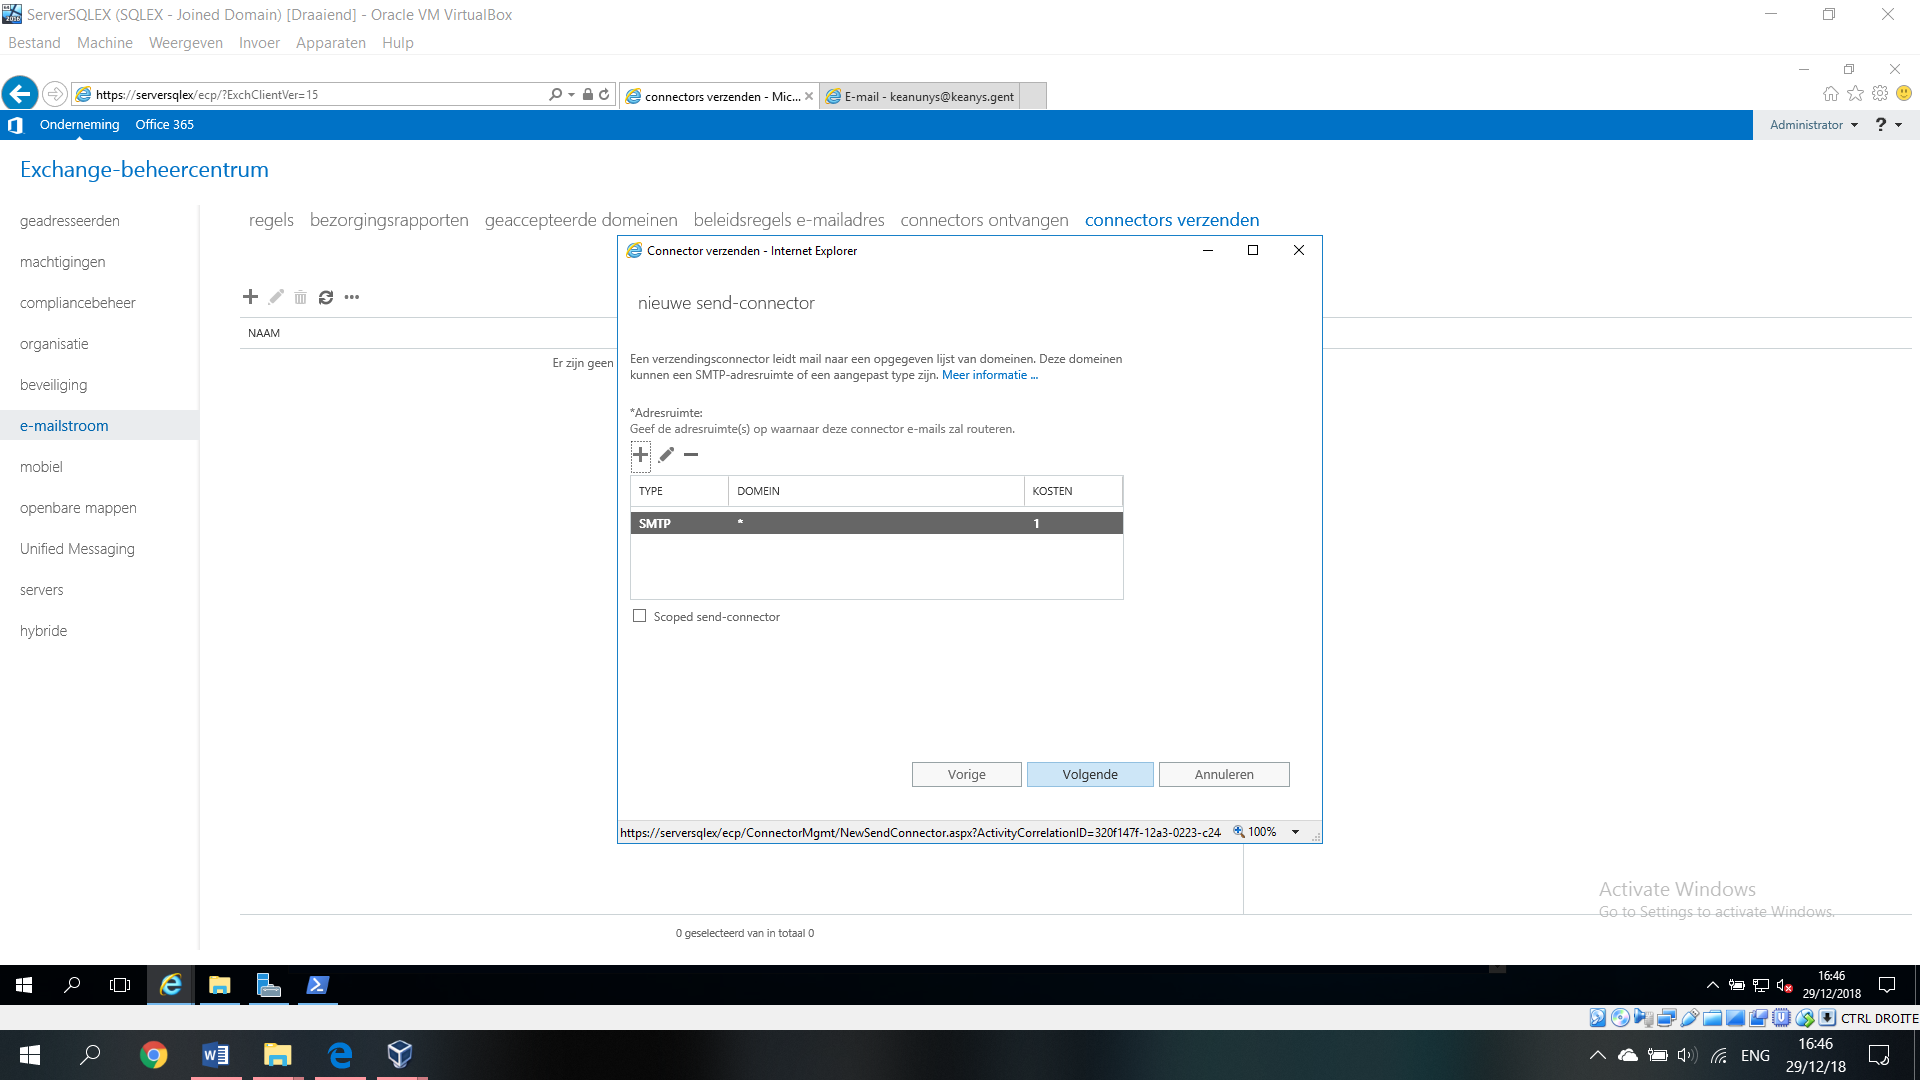 ServerSQLEX (SQLEX - Joined Domain) [Draaiend] - Oracle VM VirtualBox
Bestand Machine Weergeven Invoer Apparaten Hulp
https://serversqlex/ecp/?ExchClientVer=15
connectors verzenden - Mic...
E-mail - keanunys@keanys.gent
Onderneming Office 365
Administrator ?
Exchange-beheercentrum
geadresseerden
machtigingen
compliancebeheer
organisatie
beveiliging
e-mailstroom
mobiel
openbare mappen
Unified Messaging
servers
hybride
regels bezorgingsrapporten geaccepteerde domeinen beleidsregels e-mailadres connectors ontvangen connectors verzenden
NAAM
Er zijn geen
Connector verzenden - Internet Explorer
nieuwe send-connector
Een verzendingsconnector leidt mail naar een opgegeven lijst van domeinen. Deze domeinen
kunnen een SMTP-adresruimte of een aangepast type zijn. Meer informatie ...
*Adresruimte:
Geef de adresruimte(s) op waarnaar deze connector e-mails zal routeren.
TYPE DOMEIN KOSTEN
SMTP * 1
Scoped send-connector
Vorige Volgende Annuleren
https://serversqlex/ecp/ConnectorMgmt/NewSendConnector.aspx?ActivityCorrelationID=320f147f-12a3-0223-c24
100%
Activate Windows
Go to Settings to activate Windows.
0 geselecteerd van in totaal 0
16:46
29/12/2018
CTRL DROITE
ENG
16:46
29/12/18